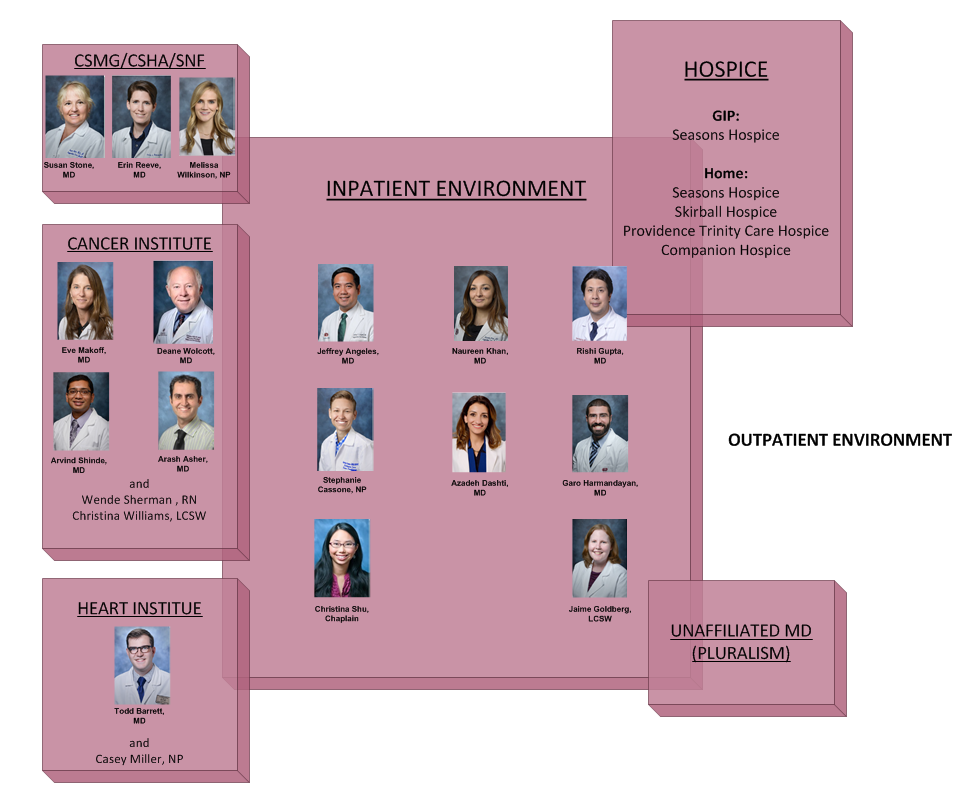 CSMG/CSHA/SNF
Susan Stone,
MD
Erin Reeve,
MD
Melissa
Wilkinson, NP
CANCER INSTITUTE
Eve Makoff,
MD
Deane Wolcott,
MD
Arvind Shinde,
MD
Arash Asher,
MD
and
Wende Sherman , RN
Christina Williams, LCSW
HEART INSTITUE
Todd Barrett,
MD
and
Casey Miller, NP
INPATIENT ENVIRONMENT
Jeffrey Angeles,
MD
Naureen Khan,
MD
Rishi Gupta,
MD
Stephanie
Cassone, NP
Azadeh Dashti,
MD
Garo Harmandayan,
MD
Christina Shu,
Chaplain
Jaime Goldberg,
LCSW
HOSPICE
GIP:
Seasons Hospice
Home:
Seasons Hospice
Skirball Hospice
Providence Trinity Care Hospice
Companion Hospice
OUTPATIENT ENVIRONMENT
UNAFFILIATED MD
(PLURALISM)